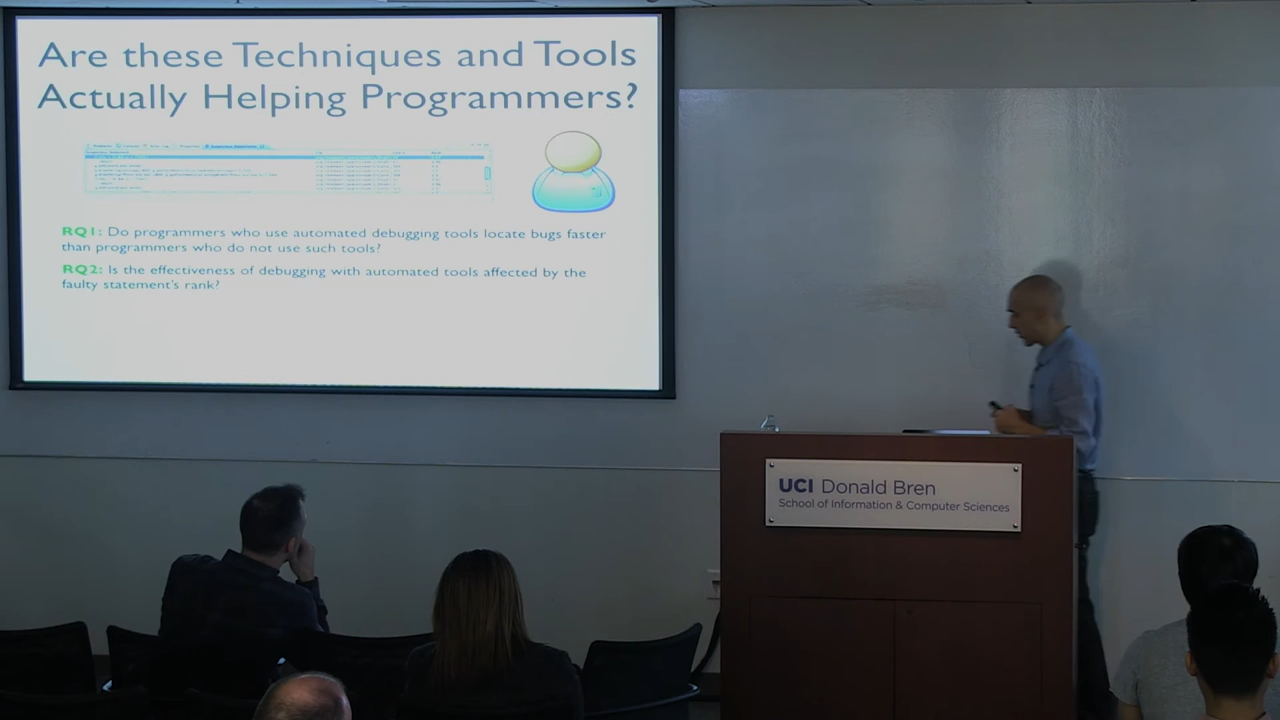 Are these Techniques and Tools
Actually Helping Programmers?
RQ1: Do programmers who use automated debugging tools locate bugs faster
than programmers who do not use such tools?
RQ2: Is the effectiveness of debugging with automated tools affected by the
faulty statement's rank?
UCI Donald Bren
School of Information & Computer Sciences